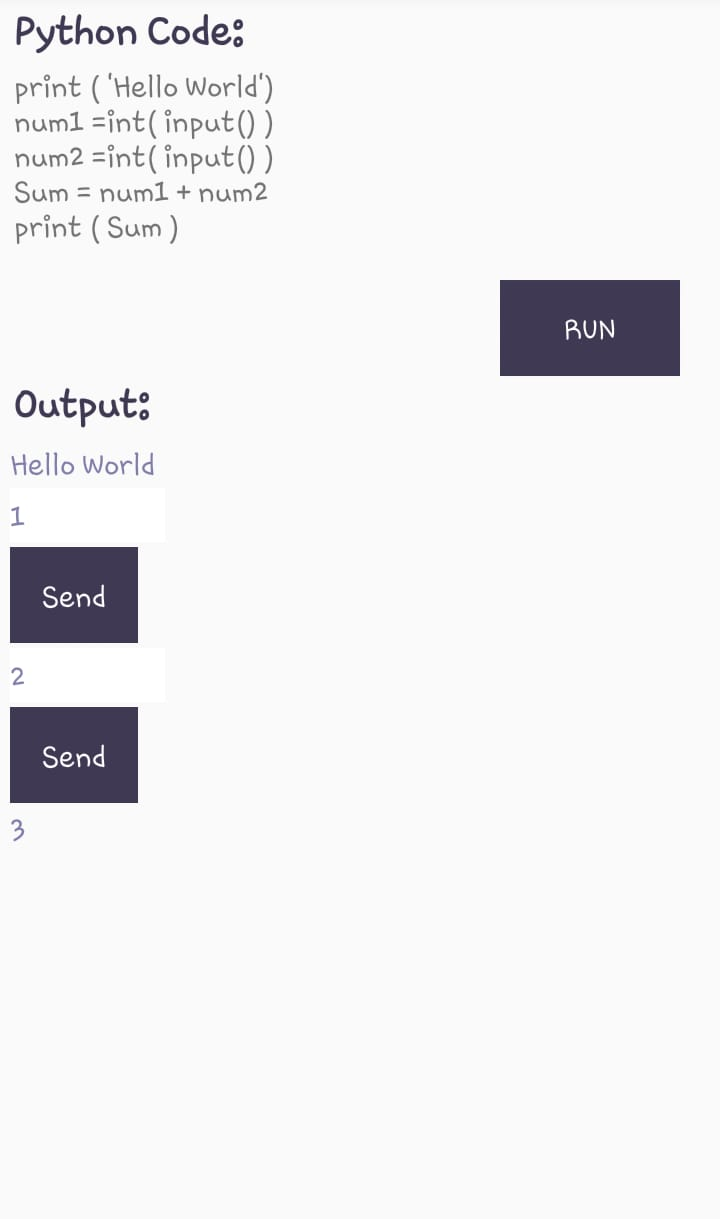 Python Code:
print ( 'Hello World')
num1 =int( input() )
num2 =int( input() )
Sum = num1 + num2
print ( Sum )
RUN
Output:
Hello World
1
Send
2
Send
3